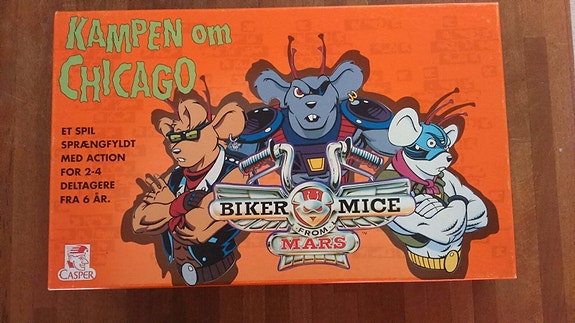 KAMPEN om
CHICAGO
ET SPIL
SPRÆNGFYLDT
MED ACTION
FOR 2-4
DELTAGERE
FRA 6 ÅR.
BIKER MICE
FROM
MARS
CASPER